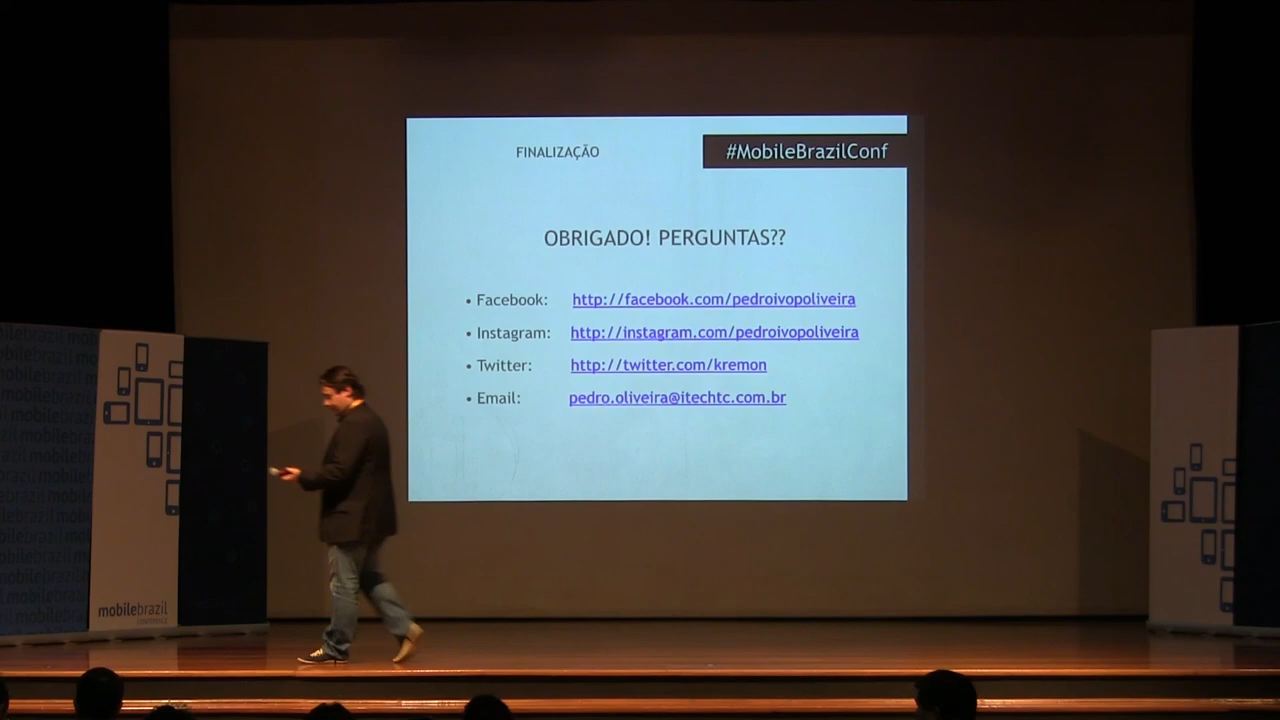 FINALIZAÇÃO
#MobileBrazilConf
OBRIGADO! PERGUNTAS??
• Facebook: http://facebook.com/pedroivopoliveira
• Instagram: http://instagram.com/pedroivopoliveira
• Twitter: http://twitter.com/kremon
• Email: pedro.oliveira@itechtc.com.br
mobilebrazil